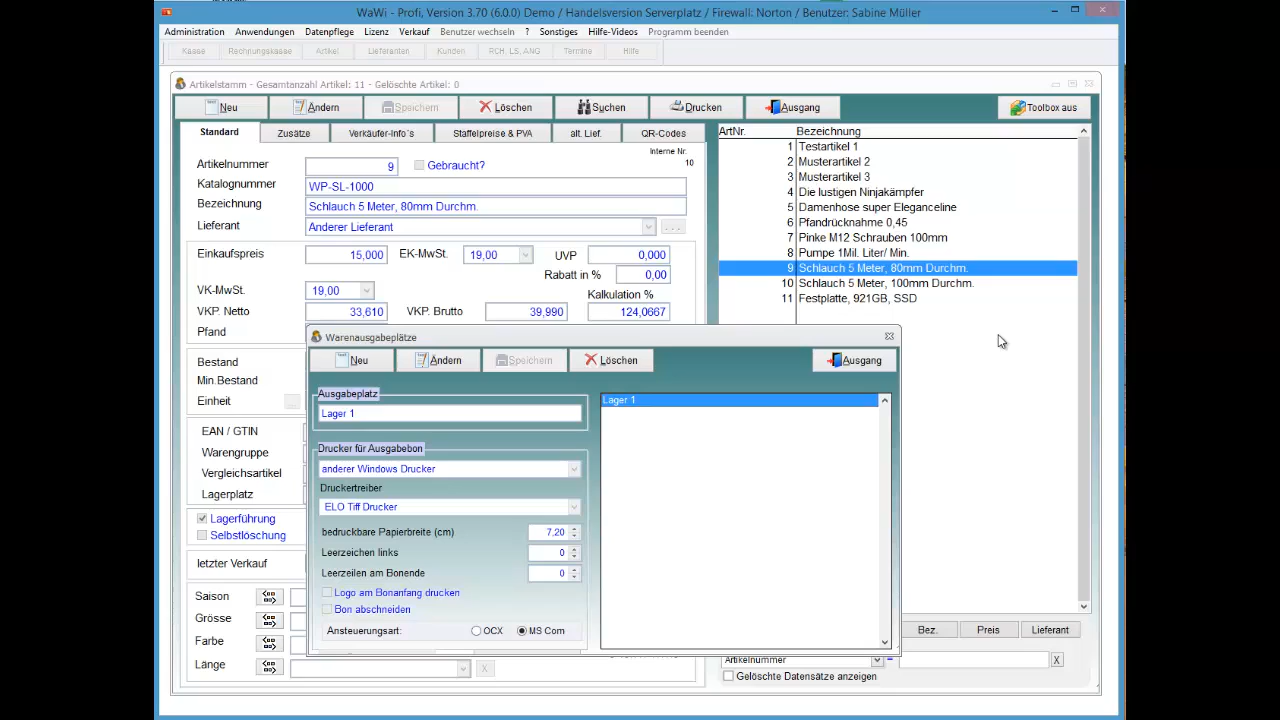 WaWi - Profi, Version 3.70 (6.0.0) Demo / Handelsversion Serverplatz / Firewall: Norton / Benutzer: Sabine Müller
Administration Anwendungen Datenpflege Lizenz Verkauf Benutzer wechseln ? Sonstiges Hilfe-Videos Programm beenden
Kasse Rechnungskasse Artikel Lieferanten Kunden RCH, LS, ANG Termine Hilfe
Artikelstamm - Gesamtanzahl Artikel: 11 - Gelöschte Artikel: 0
Neu Ändern Speichern Löschen Suchen Drucken Ausgang Toolbox aus
Standard Zusätze Verkäufer-Info´s Staffelpreise & PVA alt. Lief. QR-Codes
Interne Nr.
10
Artikelnummer 9 Gebraucht?
Katalognummer WP-SL-1000
Bezeichnung Schlauch 5 Meter, 80mm Durchm.
Lieferant Anderer Lieferant ...
Einkaufspreis 15,000 EK-MwSt. 19,00 UVP 0,000
Rabatt in % 0,00
VK-MwSt. 19,00 Kalkulation %
VKP. Netto 33,610 VKP. Brutto 39,990 124,0667
Pfand
Bestand
Min.Bestand
Einheit ...
EAN / GTIN
Warengruppe
Vergleichsartikel
Lagerplatz
Lagerführung
Selbstlöschung
letzter Verkauf
Saison
Grösse
Farbe
Länge X
ArtNr. Bezeichnung
1 Testartikel 1
2 Musterartikel 2
3 Musterartikel 3
4 Die lustigen Ninjakämpfer
5 Damenhose super Eleganceline
6 Pfandrücknahme 0,45
7 Pinke M12 Schrauben 100mm
8 Pumpe 1Mil. Liter/ Min.
9 Schlauch 5 Meter, 80mm Durchm.
10 Schlauch 5 Meter, 100mm Durchm.
11 Festplatte, 921GB, SSD
Warenausgabeplätze
Neu Ändern Speichern Löschen Ausgang
Ausgabeplatz
Lager 1
Drucker für Ausgabebon
anderer Windows Drucker
Druckertreiber
ELO Tiff Drucker
bedruckbare Papierbreite (cm) 7,20
Leerzeichen links 0
Leerzeilen am Bonende 0
Logo am Bonanfang drucken
Bon abschneiden
Ansteuerungsart: OCX MS Com
Lager 1
Bez. Preis Lieferant
Artikelnummer = X
Gelöschte Datensätze anzeigen